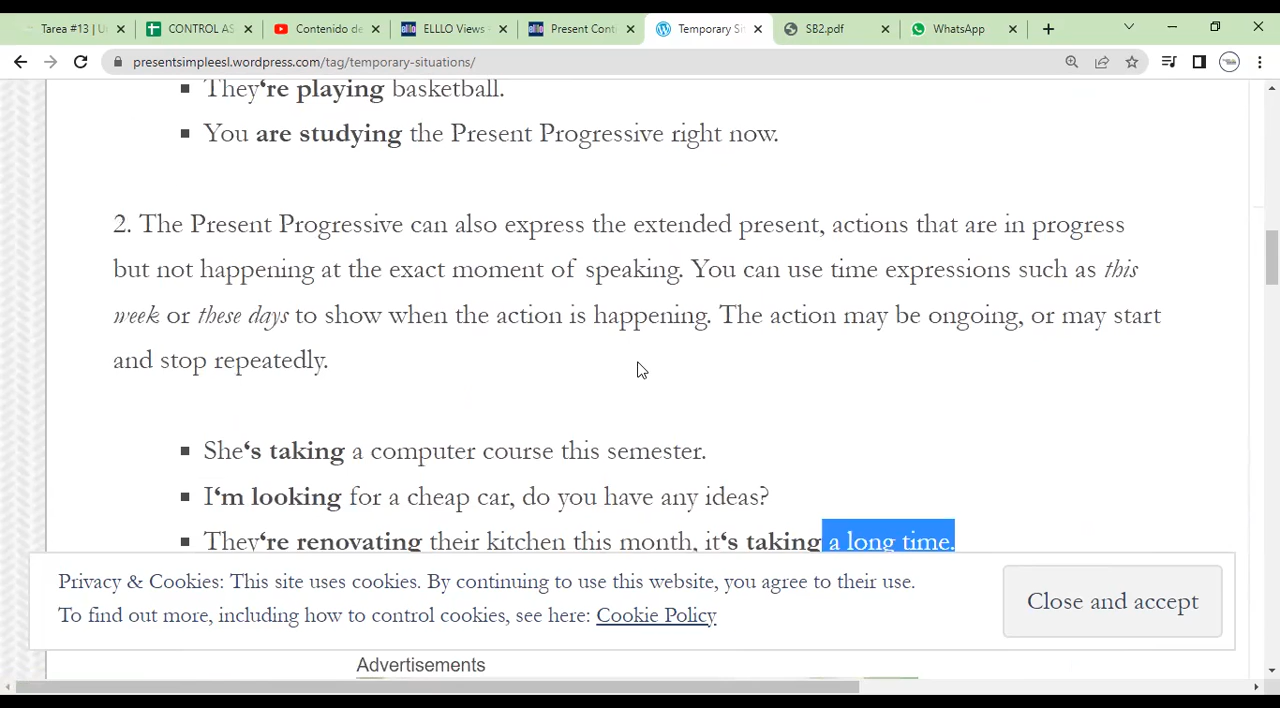 Tarea #13 | U
CONTROL AS
Contenido de
ELLLO Views -
Present Cont
Temporary Si
SB2.pdf
WhatsApp
presentsimpleesl.wordpress.com/tag/temporary-situations/
They‘re playing basketball.
You are studying the Present Progressive right now.
2. The Present Progressive can also express the extended present, actions that are in progress
but not happening at the exact moment of speaking. You can use time expressions such as this
week or these days to show when the action is happening. The action may be ongoing, or may start
and stop repeatedly.
She‘s taking a computer course this semester.
I‘m looking for a cheap car, do you have any ideas?
They‘re renovating their kitchen this month, it‘s taking a long time.
Privacy & Cookies: This site uses cookies. By continuing to use this website, you agree to their use.
To find out more, including how to control cookies, see here: Cookie Policy
Close and accept
Advertisements